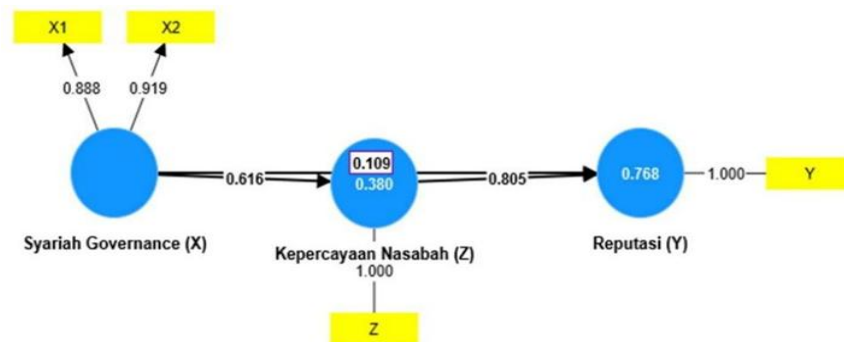 X1
X2
0.888
0.919
0.109
0.616
0.380
0.805
0.768
1.000
Y
Syariah Governance (X)
Kepercayaan Nasabah (Z)
Reputasi (Y)
1.000
Z